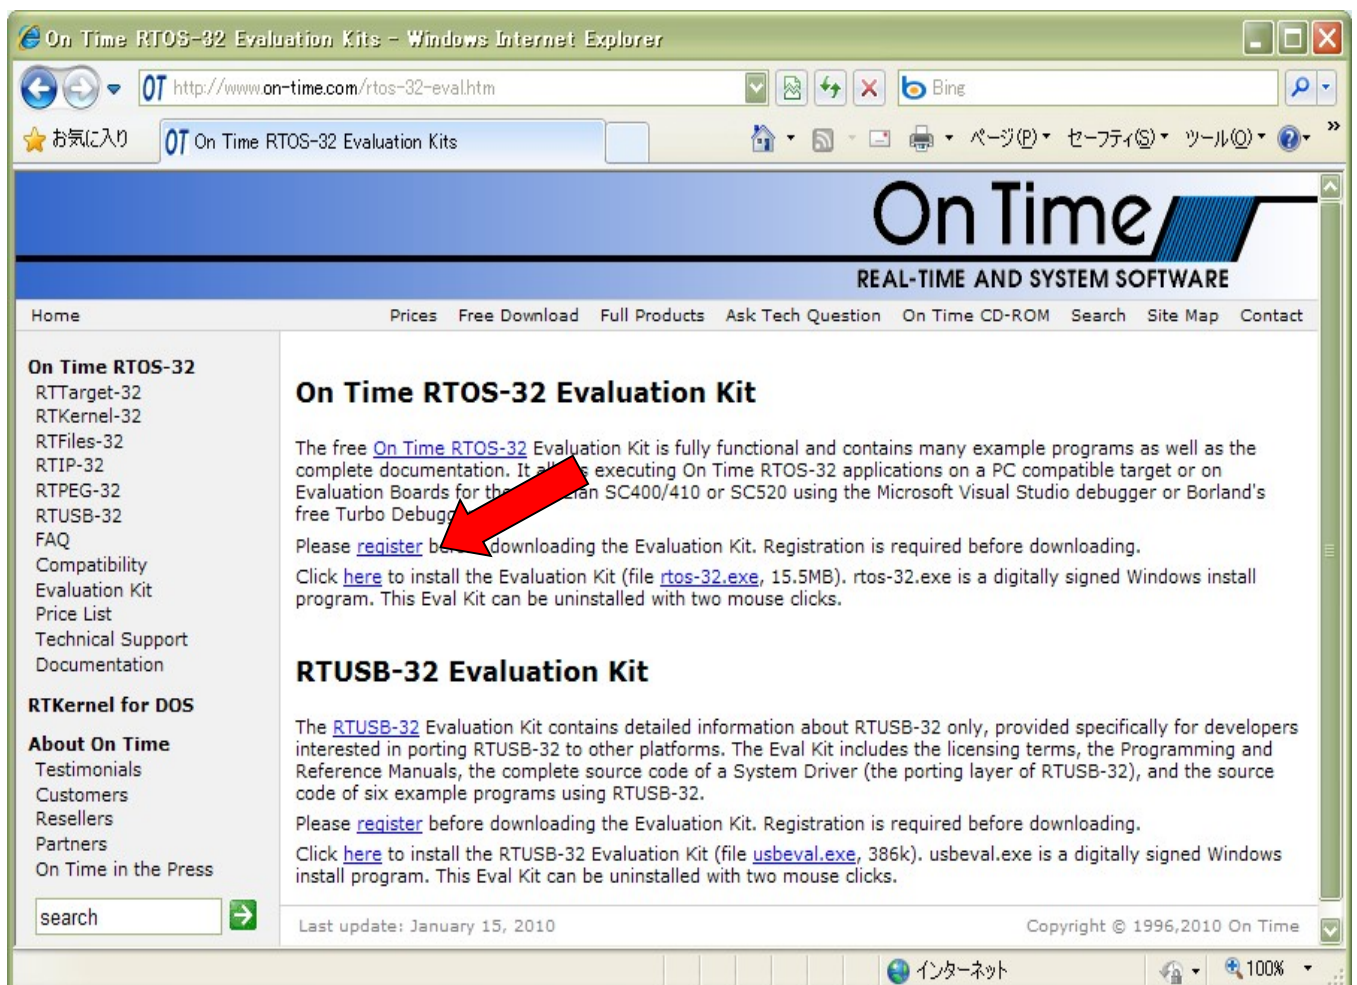 On Time RTOS-32 Evaluation Kits - Windows Internet Explorer
OT http://www.on-time.com/rtos-32-eval.htm
Bing
お気に入り
OT On Time RTOS-32 Evaluation Kits
ページ(P)
セーフティ(S)
ツール(O)
»
On Time
REAL-TIME AND SYSTEM SOFTWARE
Home Prices Free Download Full Products Ask Tech Question On Time CD-ROM Search Site Map Contact
On Time RTOS-32
RTTarget-32
RTKernel-32
RTFiles-32
RTIP-32
RTPEG-32
RTUSB-32
FAQ
Compatibility
Evaluation Kit
Price List
Technical Support
Documentation
RTKernel for DOS
About On Time
Testimonials
Customers
Resellers
Partners
On Time in the Press
search
On Time RTOS-32 Evaluation Kit
The free On Time RTOS-32 Evaluation Kit is fully functional and contains many example programs as well as the
complete documentation. It executing On Time RTOS-32 applications on a PC compatible target or on
Evaluation Boards for SC400/410 or SC520 using the Microsoft Visual Studio debugger or Borland's
free Turbo
Please register downloading the Evaluation Kit. Registration is required before downloading.
Click here to install the Evaluation Kit (file rtos-32.exe, 15.5MB). rtos-32.exe is a digitally signed Windows install
program. This Eval Kit can be uninstalled with two mouse clicks.
RTUSB-32 Evaluation Kit
The RTUSB-32 Evaluation Kit contains detailed information about RTUSB-32 only, provided specifically for developers
interested in porting RTUSB-32 to other platforms. The Eval Kit includes the licensing terms, the Programming and
Reference Manuals, the complete source code of a System Driver (the porting layer of RTUSB-32), and the source
code of six example programs using RTUSB-32.
Please register before downloading the Evaluation Kit. Registration is required before downloading.
Click here to install the RTUSB-32 Evaluation Kit (file usbeval.exe, 386k). usbeval.exe is a digitally signed Windows
install program. This Eval Kit can be uninstalled with two mouse clicks.
Last update: January 15, 2010
Copyright © 1996,2010 On Time
インターネット
100%